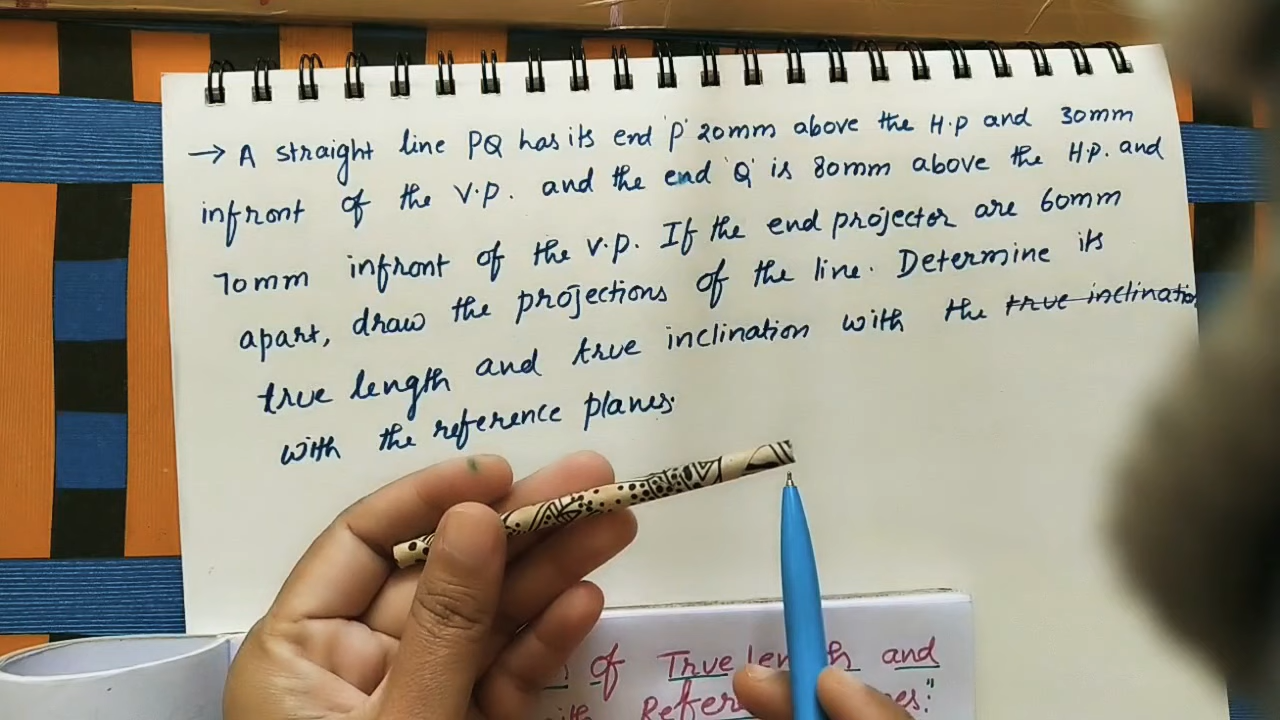 → A straight line PQ has its end 'P' 20mm above the H.P and 30mm
infront of the V.P. and the end 'Q' is 80mm above the H.P. and
70mm infront of the V.P. If the end projector are 60mm
apart, draw the projections of the line. Determine its
true length and true inclination with the true inclination
with the reference planes.
of True length and
with Reference